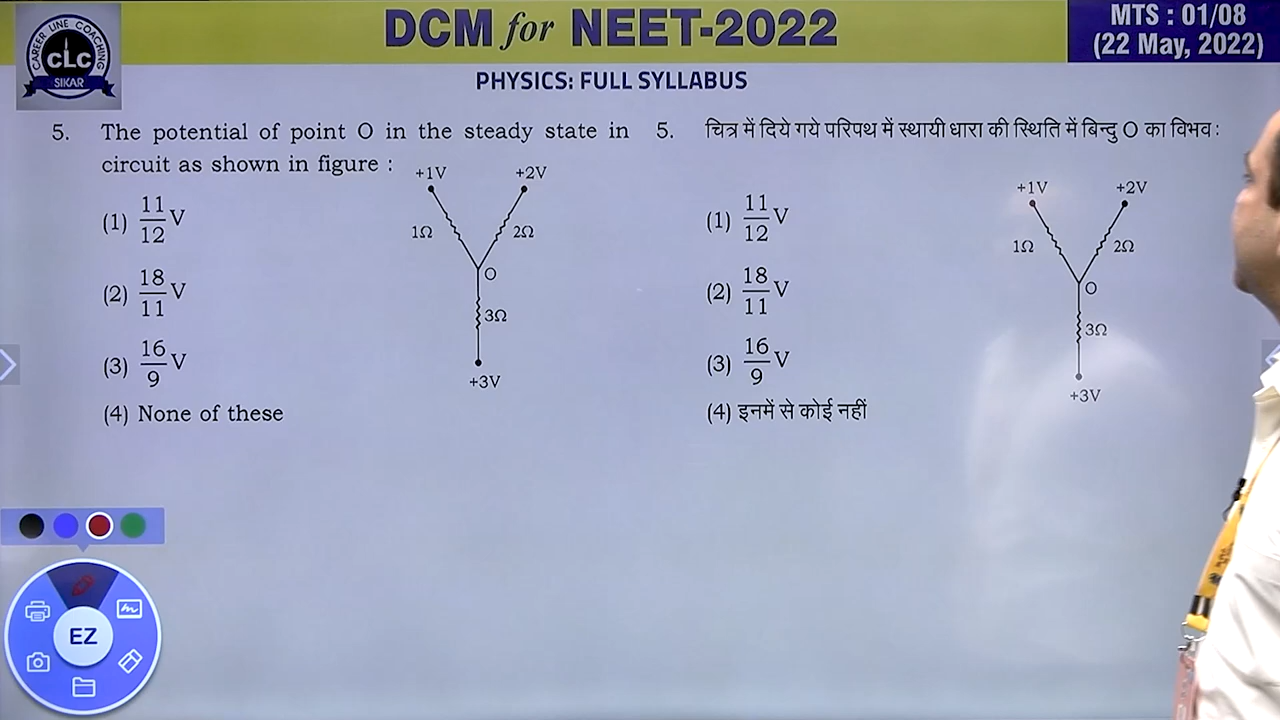 DCM for NEET-2022
MTS : 01/08
(22 May, 2022)
CAREER LINE COACHING
CLC
SIKAR
PHYSICS: FULL SYLLABUS
5. The potential of point O in the steady state in
circuit as shown in figure :
(1) 11/12 V
(2) 18/11 V
(3) 16/9 V
(4) None of these
+1V +2V
1Ω 2Ω
O
3Ω
+3V
5. चित्र में दिये गये परिपथ में स्थायी धारा की स्थिति में बिन्दु O का विभव:
(1) 11/12 V
(2) 18/11 V
(3) 16/9 V
(4) इनमें से कोई नहीं
+1V +2V
1Ω 2Ω
O
3Ω
+3V
EZ